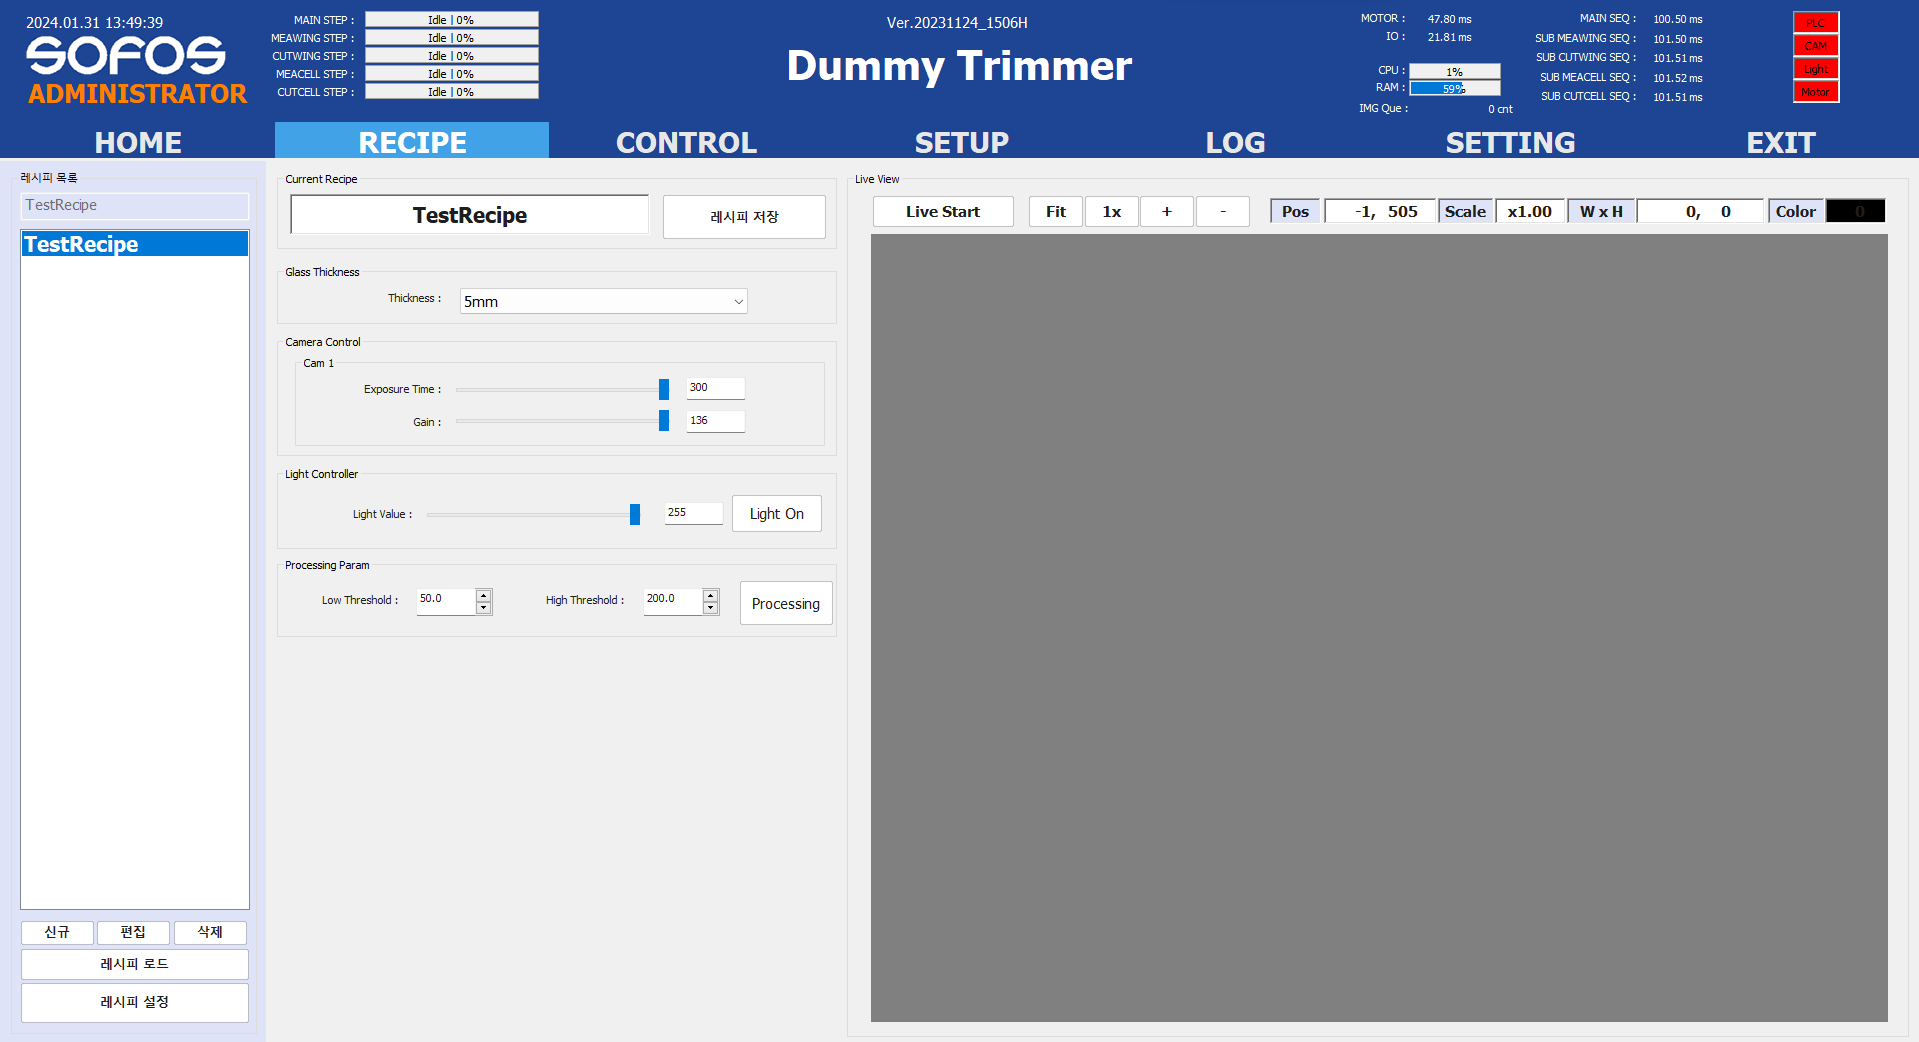 2024.01.31 13:49:39
SOFOS
ADMINISTRATOR
MAIN STEP : Idle | 0%
MEAWING STEP : Idle | 0%
CUTWING STEP : Idle | 0%
MEACELL STEP : Idle | 0%
CUTCELL STEP : Idle | 0%
Ver.20231124_1506H
Dummy Trimmer
MOTOR : 47.80 ms
IO : 21.81 ms
CPU : 1%
RAM : 59%
IMG Que : 0 cnt
MAIN SEQ : 100.50 ms
SUB MEAWING SEQ : 101.50 ms
SUB CUTWING SEQ : 101.51 ms
SUB MEACELL SEQ : 101.52 ms
SUB CUTCELL SEQ : 101.51 ms
PLC
CAM
Light
Motor
HOME RECIPE CONTROL SETUP LOG SETTING EXIT
레시피 목록
TestRecipe
TestRecipe
신규 편집 삭제
레시피 로드
레시피 설정
Current Recipe
TestRecipe 레시피 저장
Glass Thickness
Thickness : 5mm
Camera Control
Cam 1
Exposure Time : 300
Gain : 136
Light Controller
Light Value : 255 Light On
Processing Param
Low Threshold : 50.0 High Threshold : 200.0 Processing
Live View
Live Start Fit 1x + - Pos -1, 505 Scale x1.00 W x H 0, 0 Color 0